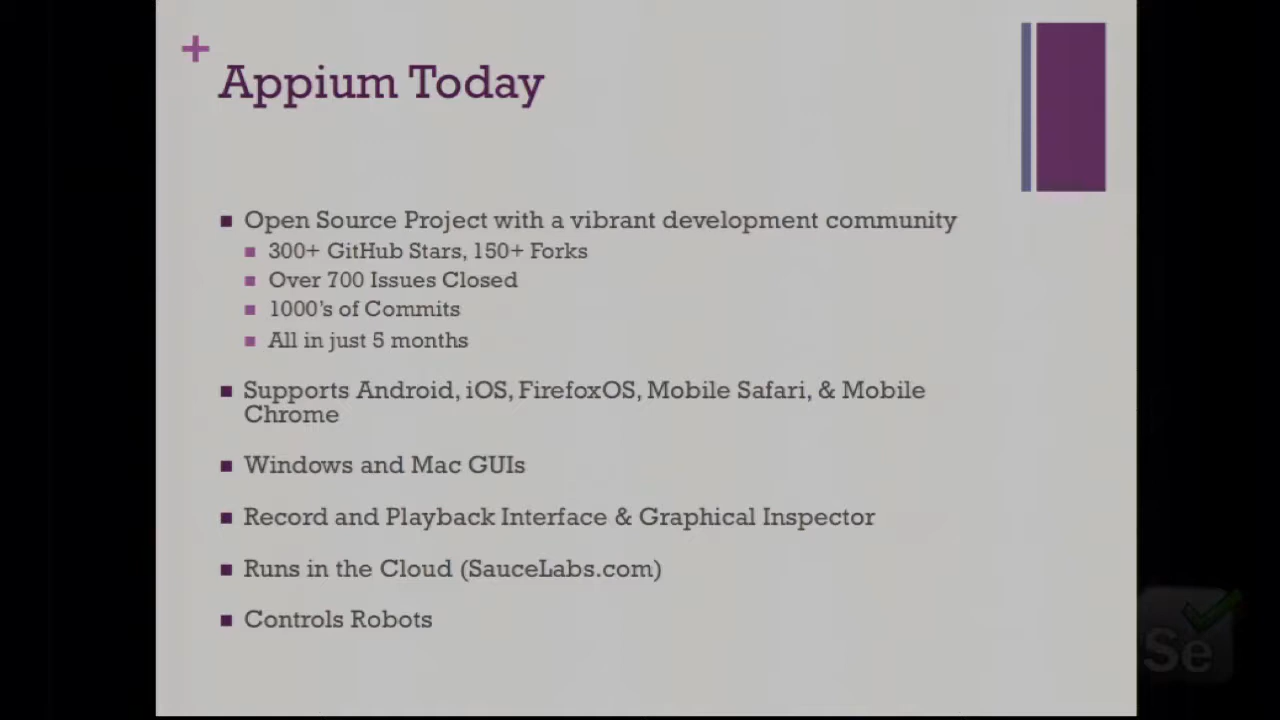 +
Appium Today
Open Source Project with a vibrant development community
300+ GitHub Stars, 150+ Forks
Over 700 Issues Closed
1000's of Commits
All in just 5 months
Supports Android, iOS, FirefoxOS, Mobile Safari, & Mobile
Chrome
Windows and Mac GUIs
Record and Playback Interface & Graphical Inspector
Runs in the Cloud (SauceLabs.com)
Controls Robots
Se